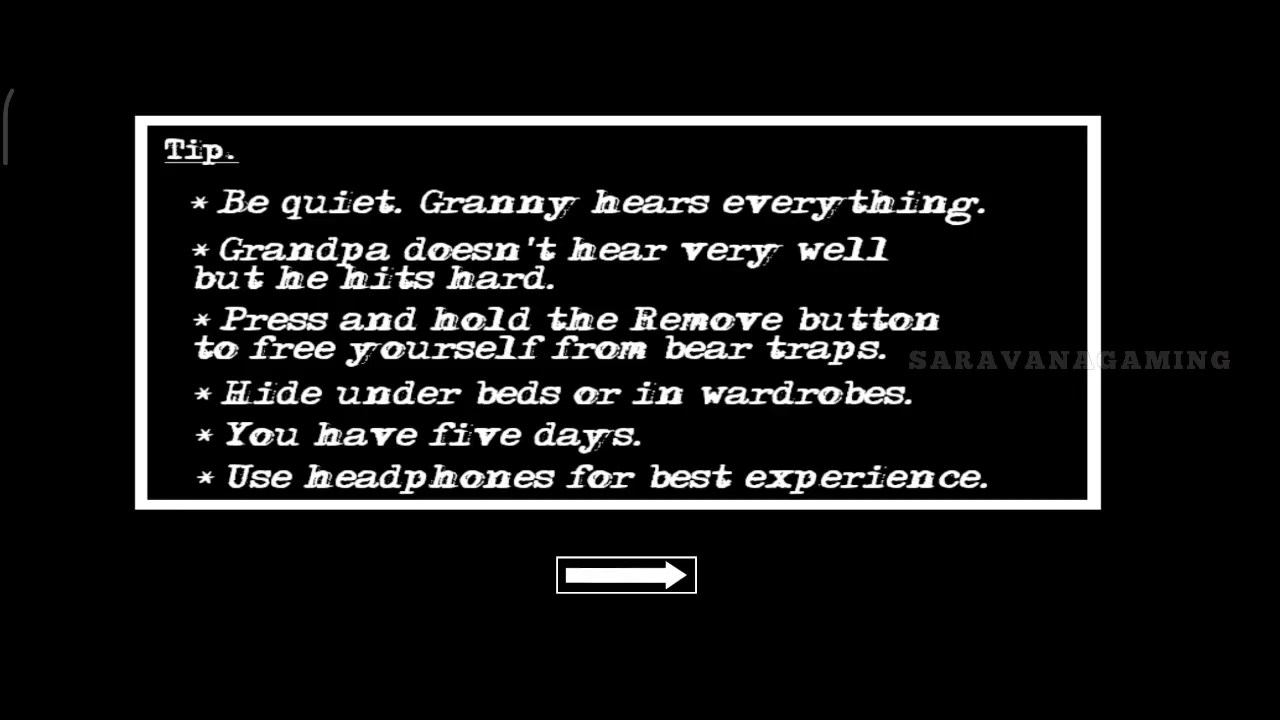 Tip.
* Be quiet. Granny hears everything.
* Grandpa doesn't hear very well
but he hits hard.
* Press and hold the Remove button
to free yourself from bear traps.
SARAVANAGAMING
* Hide under beds or in wardrobes.
* You have five days.
* Use headphones for best experience.